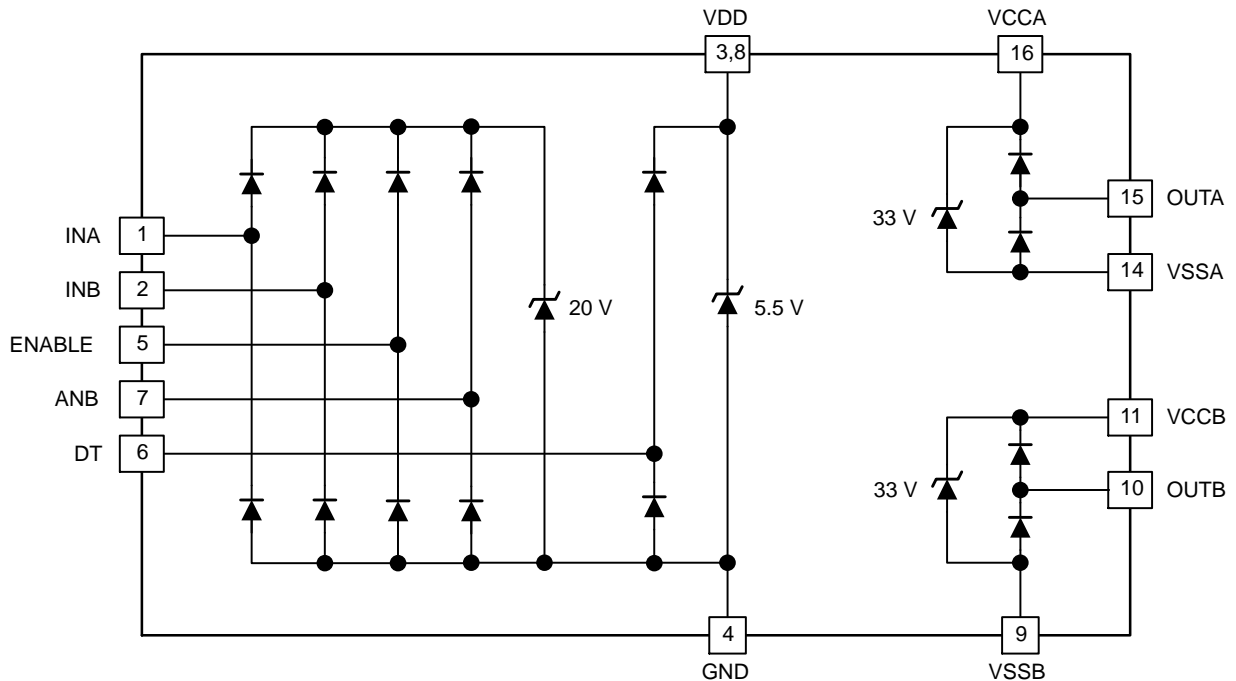 VDD
VCCA
3,8
16
INA
1
INB
2
ENABLE
5
ANB
7
DT
6
20 V
5.5 V
33 V
15
OUTA
14
VSSA
33 V
11
VCCB
10
OUTB
4
9
GND
VSSB